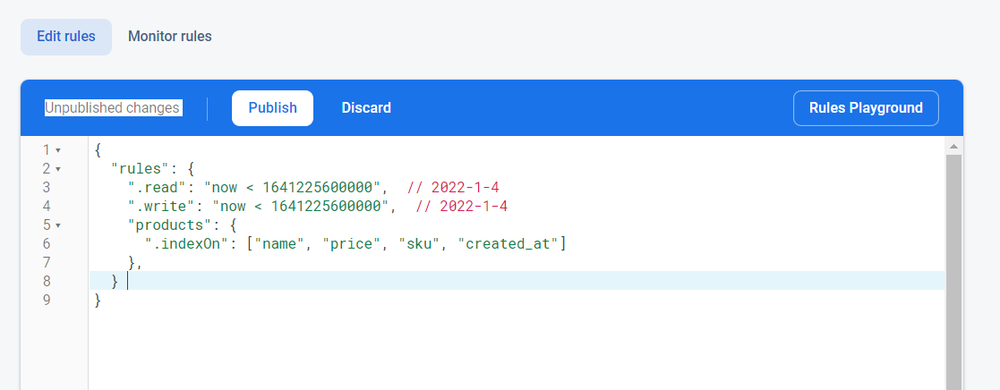 Edit rules Monitor rules
Unpublished changes Publish Discard Rules Playground
1 {
2 "rules": {
3 ".read": "now < 1641225600000", // 2022-1-4
4 ".write": "now < 1641225600000", // 2022-1-4
5 "products": {
6 ".indexOn": ["name", "price", "sku", "created_at"]
7 },
8 }
9 }